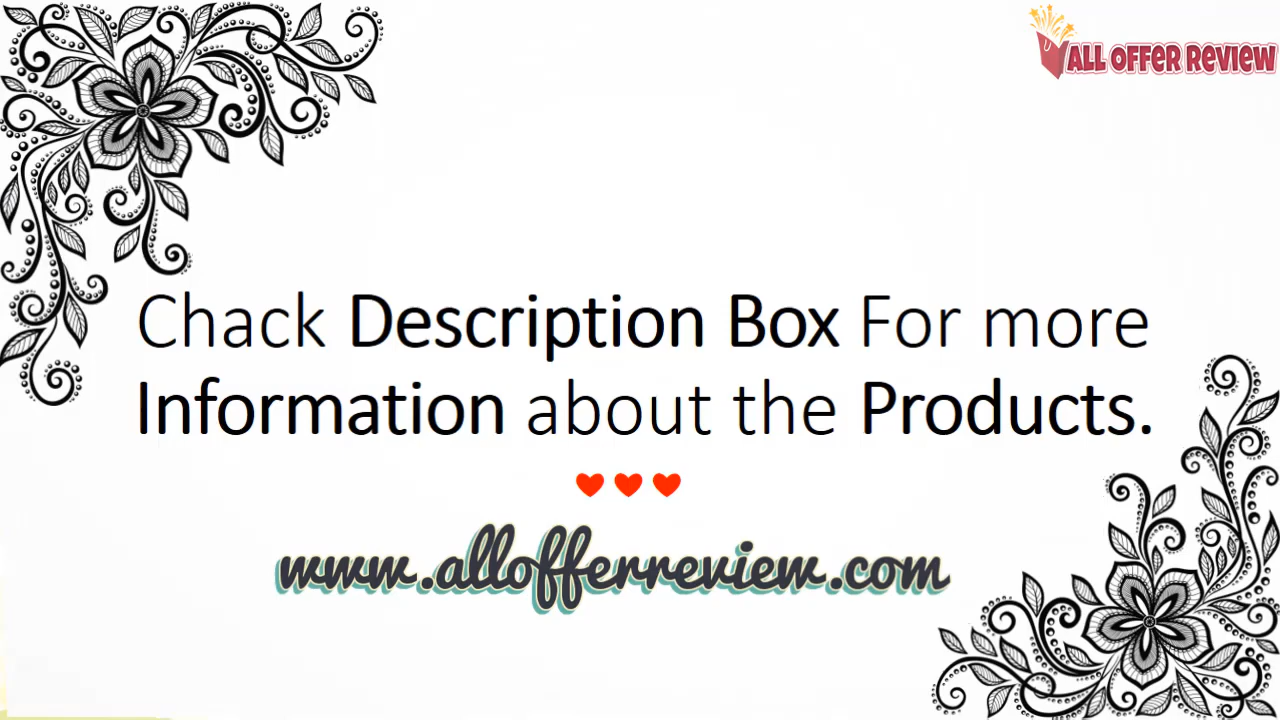 ALL OFFER REVIEW
Chack Description Box For more
Information about the Products.
www.allofferreview.com